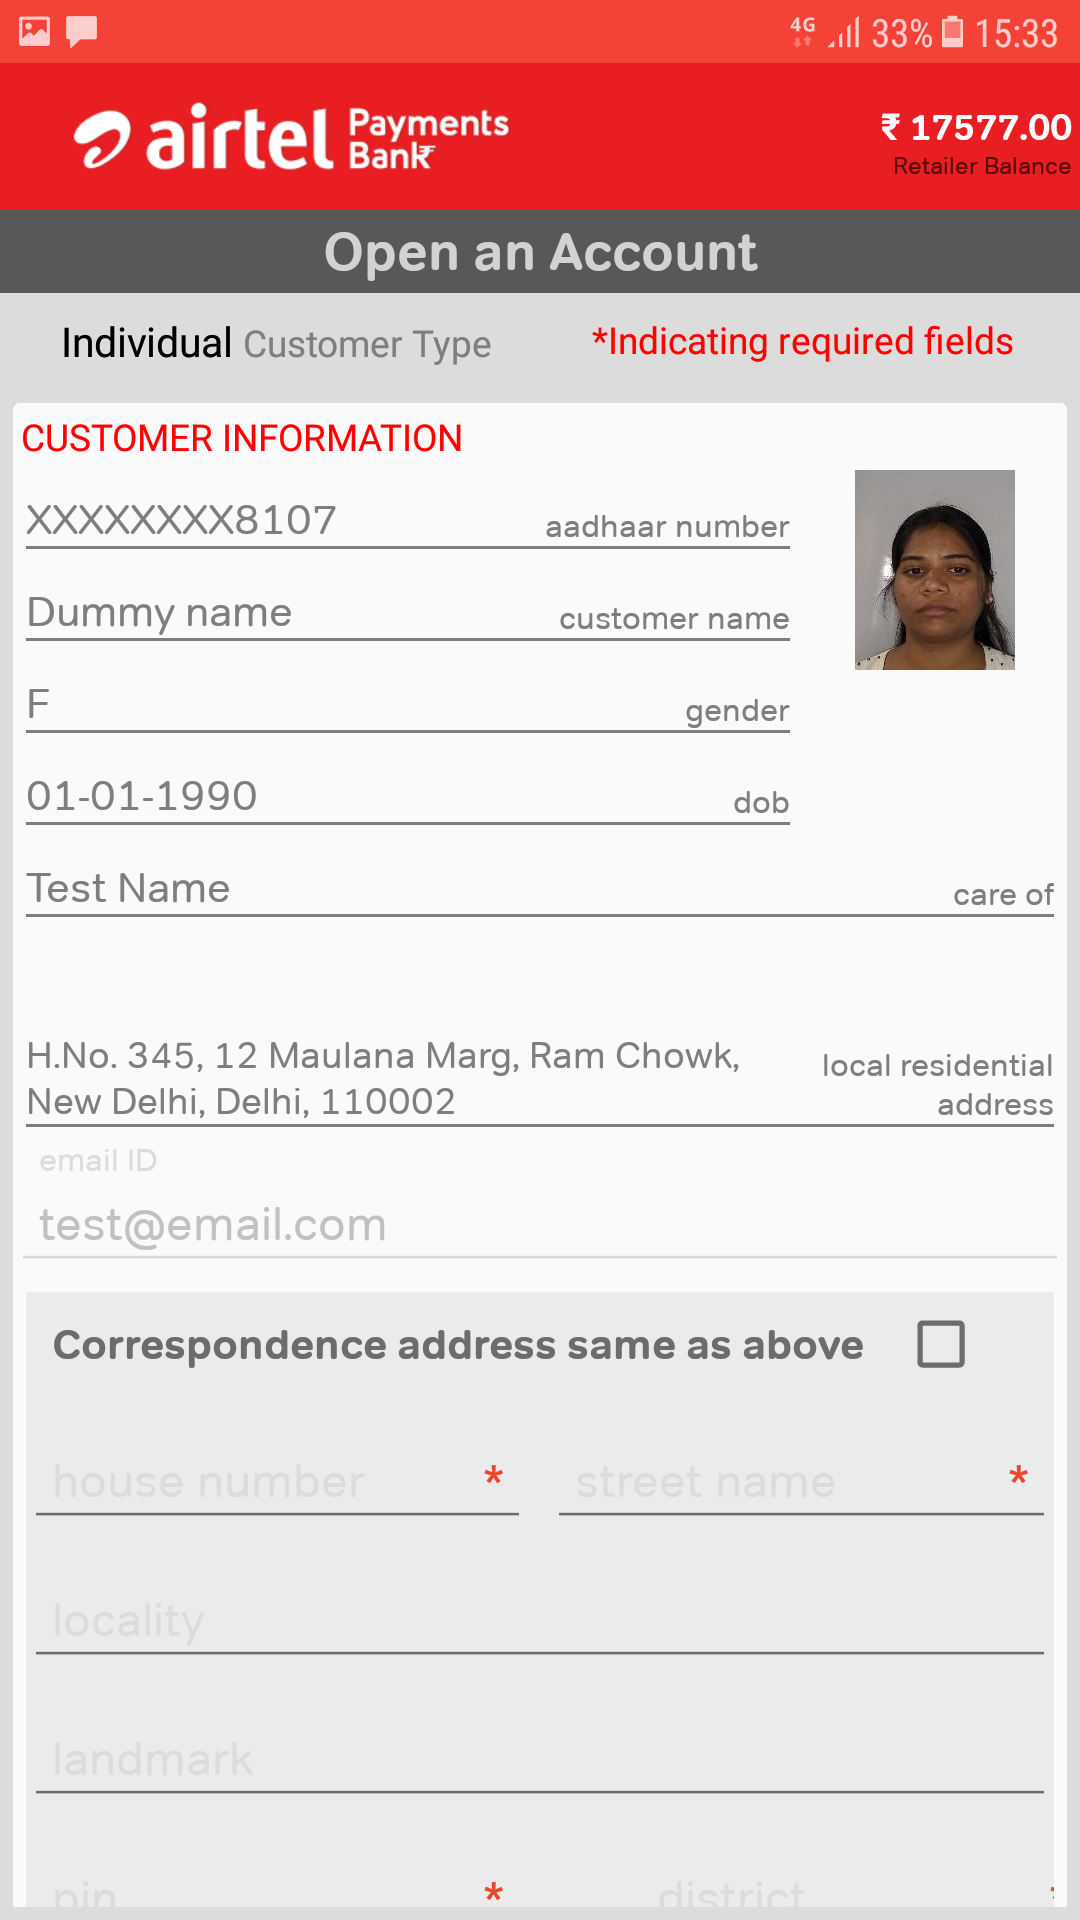 4G 33% 15:33
airtel Payments Bank
₹ 17577.00
Retailer Balance
Open an Account
Individual Customer Type *Indicating required fields
CUSTOMER INFORMATION
XXXXXXXX8107 aadhaar number
Dummy name customer name
F gender
01-01-1990 dob
Test Name care of
H.No. 345, 12 Maulana Marg, Ram Chowk, local residential
New Delhi, Delhi, 110002 address
email ID
test@email.com
Correspondence address same as above
house number * street name *
locality
landmark
pin * district *